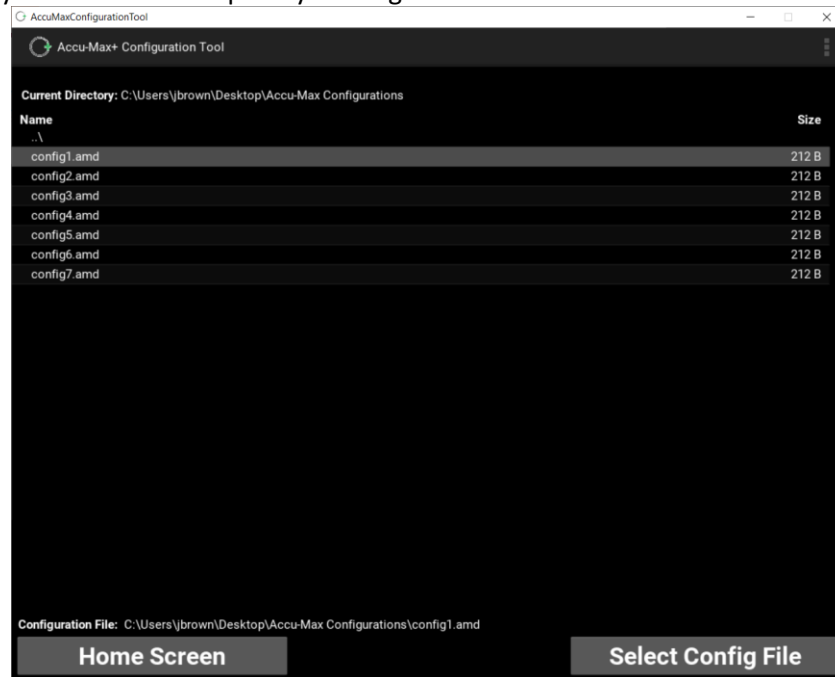 AccuMaxConfigurationTool
Accu-Max+ Configuration Tool
Current Directory: C:\Users\jbrown\Desktop\Accu-Max Configurations
Name Size
..\
config1.amd 212 B
config2.amd 212 B
config3.amd 212 B
config4.amd 212 B
config5.amd 212 B
config6.amd 212 B
config7.amd 212 B
Configuration File: C:\Users\jbrown\Desktop\Accu-Max Configurations\config1.amd
Home Screen Select Config File